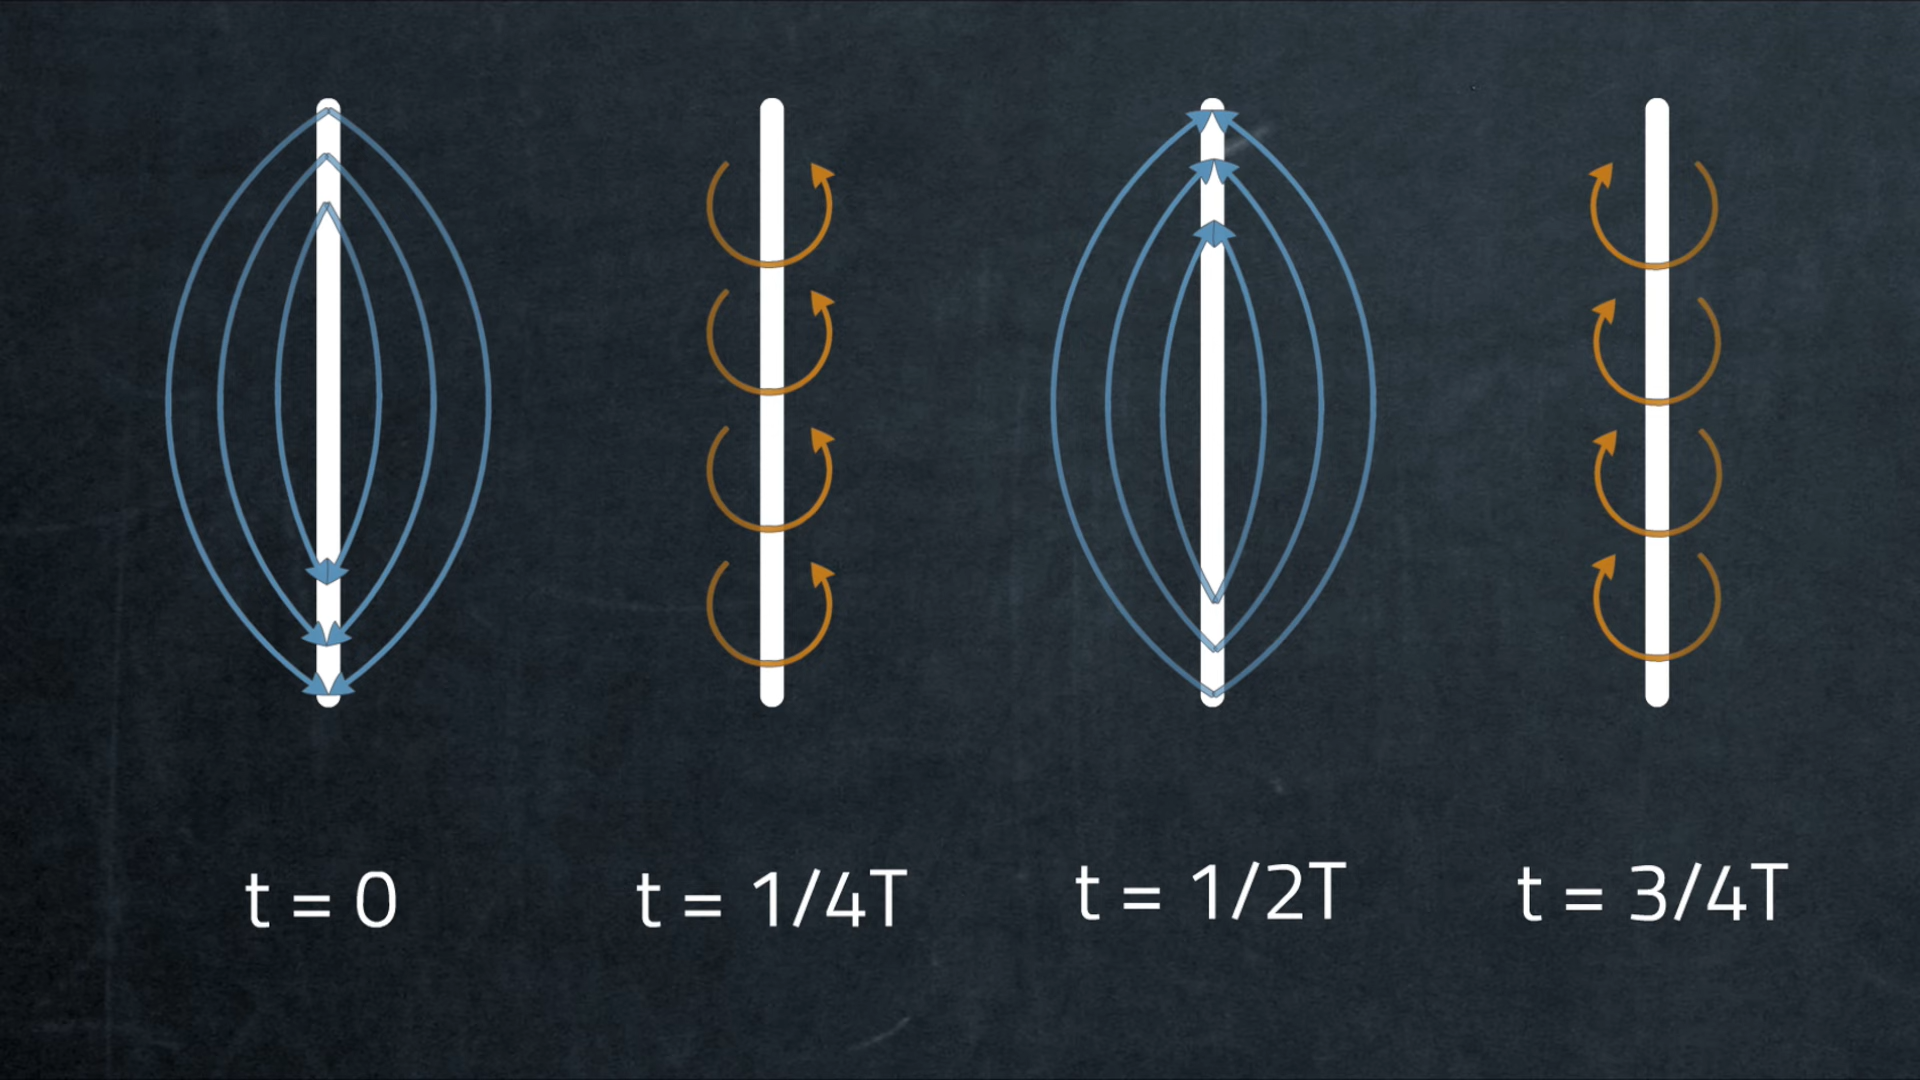 t = 0
t = 1/4T
t = 1/2T
t = 3/4T